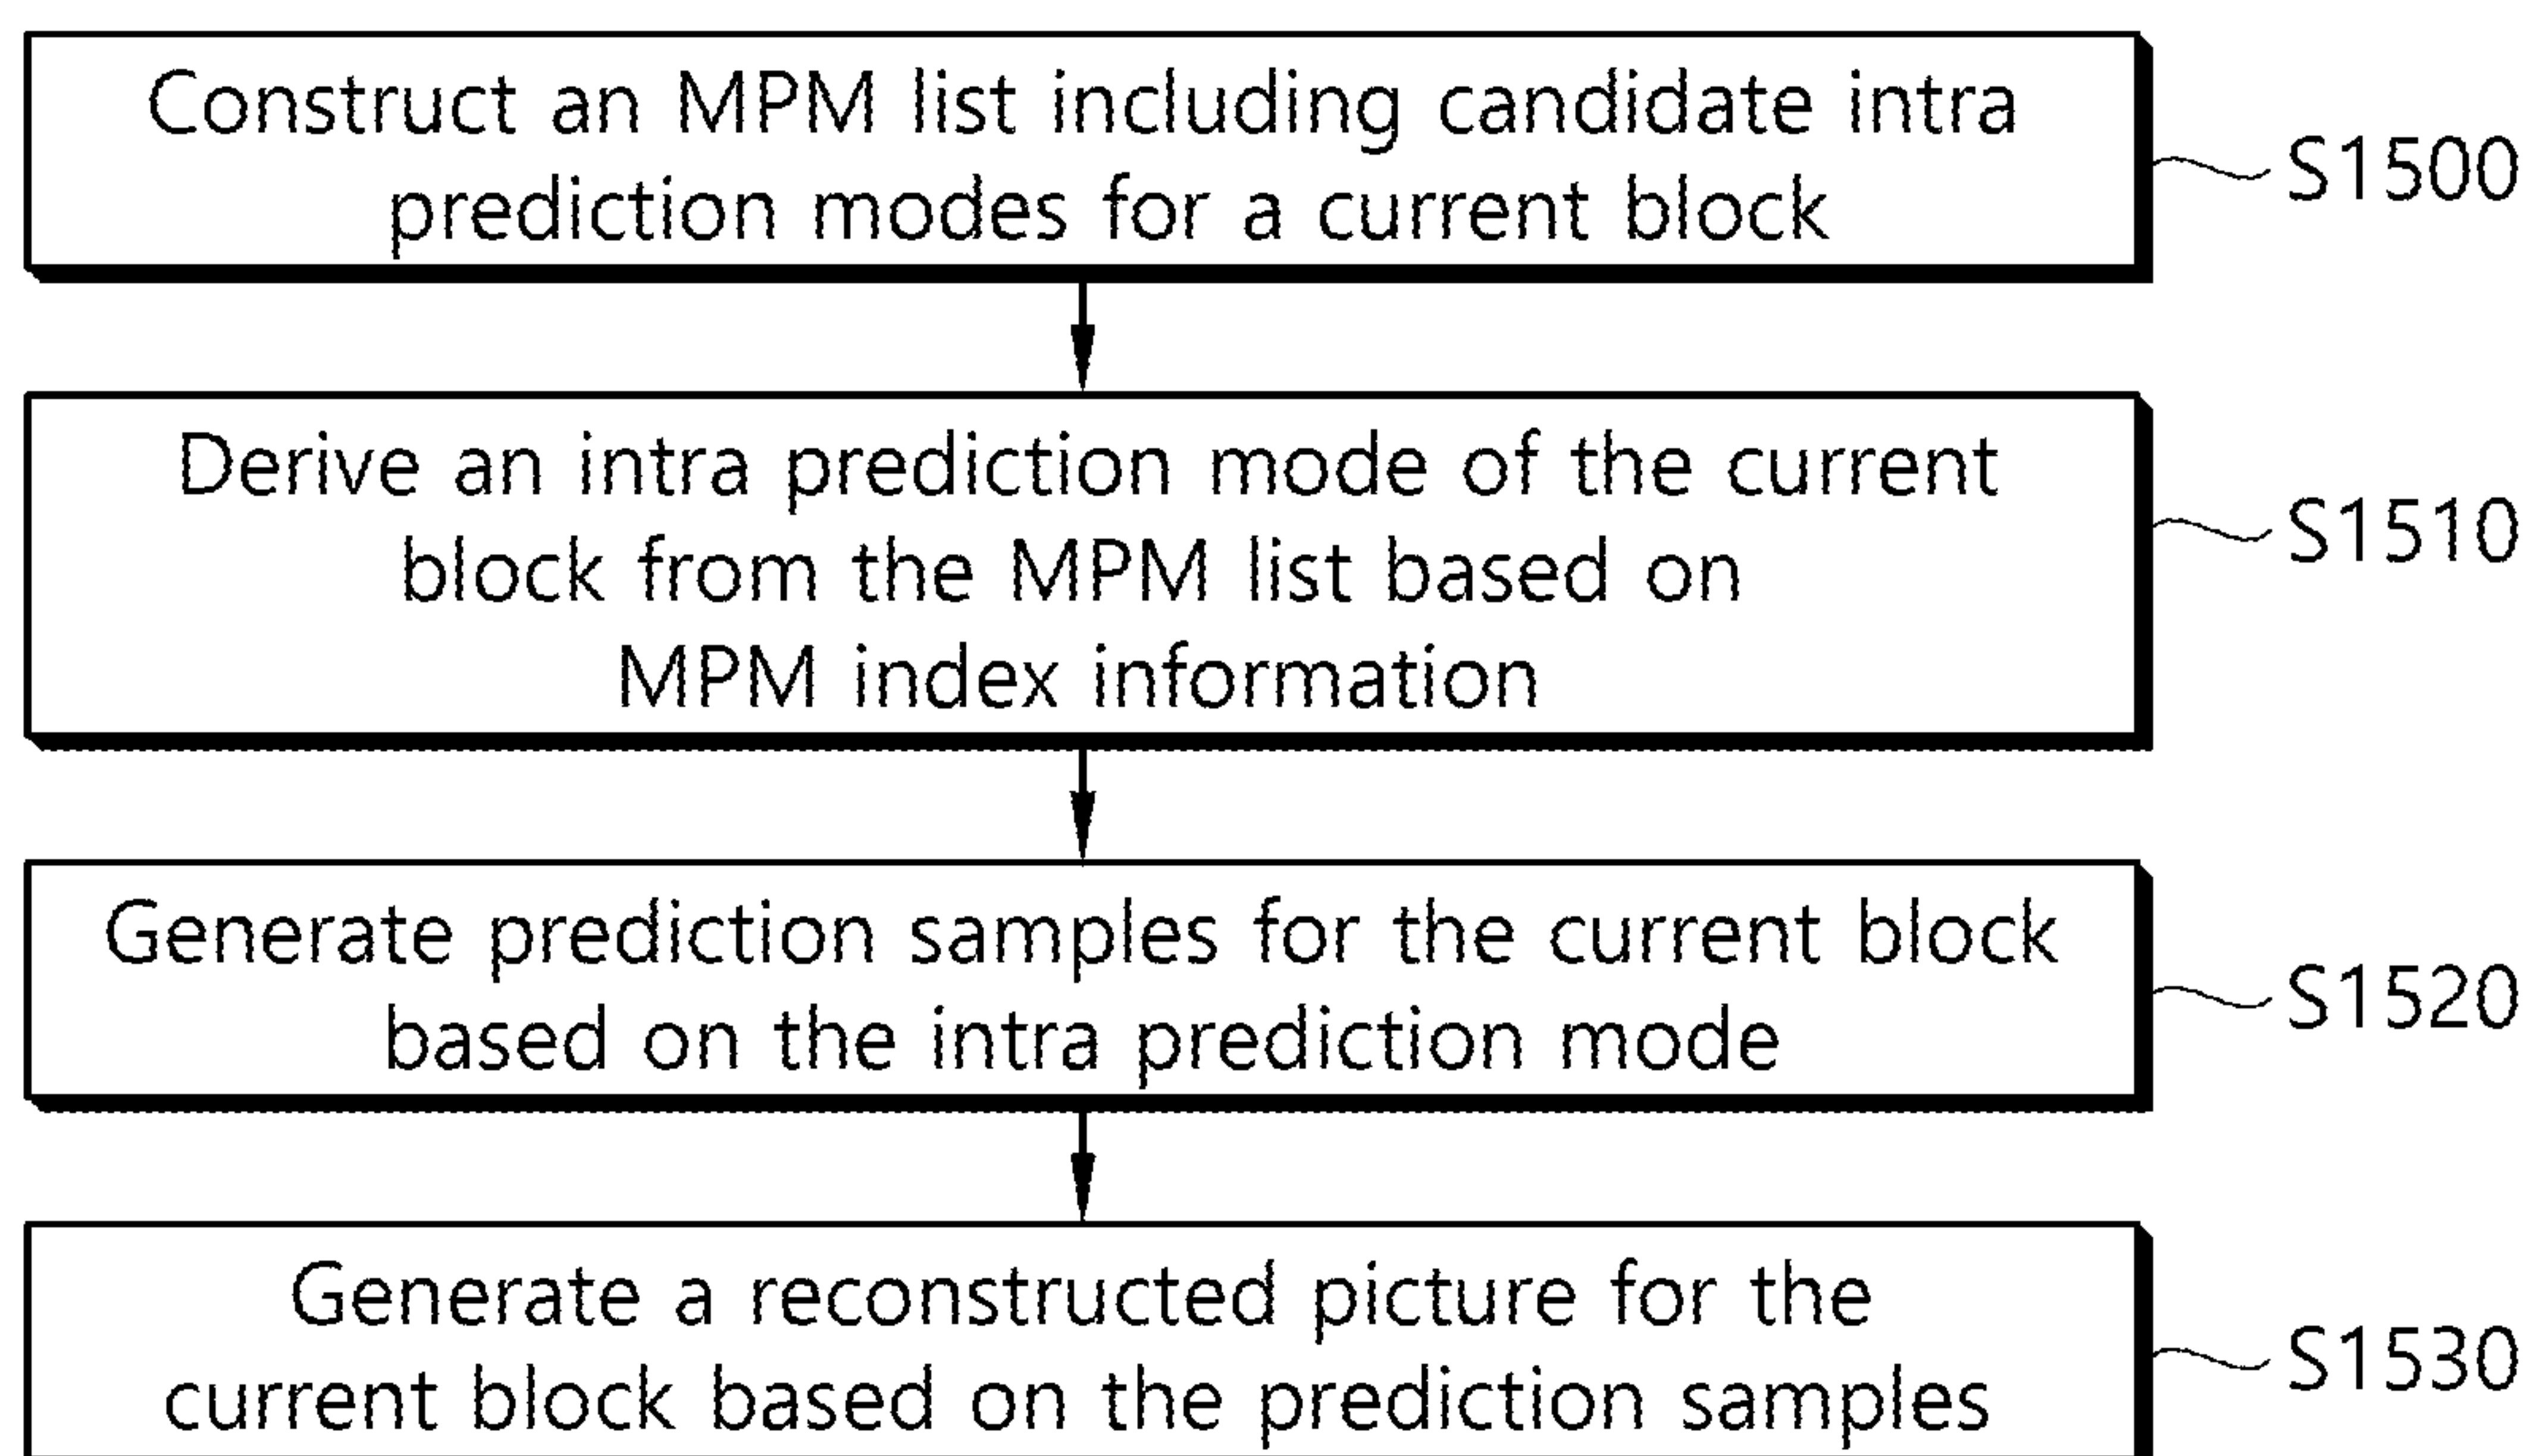 Construct an MPM list including candidate intra
prediction modes for a current block
S1500
Derive an intra prediction mode of the current
block from the MPM list based on
MPM index information
S1510
Generate prediction samples for the current block
based on the intra prediction mode
S1520
Generate a reconstructed picture for the
current block based on the prediction samples
S1530